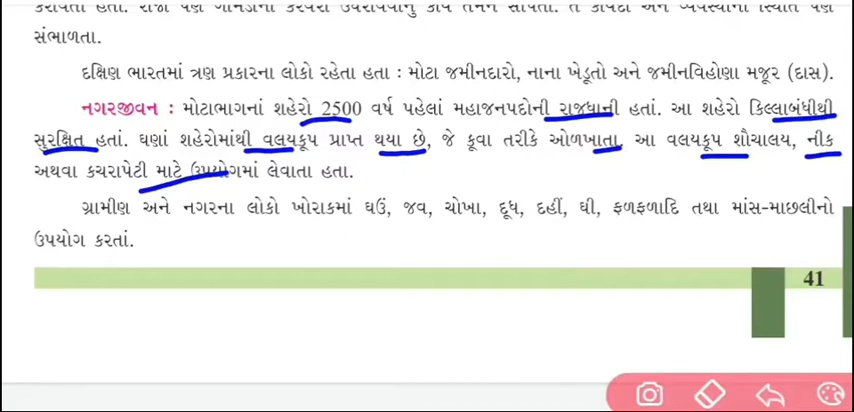 સંભાળતા.
દક્ષિણ ભારતમાં ત્રણ પ્રકારના લોકો રહેતા હતા : મોટા જમીનદારો, નાના ખેડૂતો અને જમીનવિહોણા મજૂર (દાસ).
નગરજીવન : મોટાભાગનાં શહેરો 2500 વર્ષ પહેલાં મહાજનપદોની રાજધાની હતાં. આ શહેરો કિલ્લાબંધીથી
સુરક્ષિત હતાં. ઘણાં શહેરોમાંથી વલયકૂપ પ્રાપ્ત થયા છે, જે કૂવા તરીકે ઓળખાતા. આ વલયકૂપ શૌચાલય, નીક
અથવા કચરાપેટી માટે ઉપયોગમાં લેવાતા હતા.
ગ્રામીણ અને નગરના લોકો ખોરાકમાં ઘઉં, જવ, ચોખા, દૂધ, દહીં, ઘી, ફળફળાદિ તથા માંસ-માછલીનો
ઉપયોગ કરતાં.
41